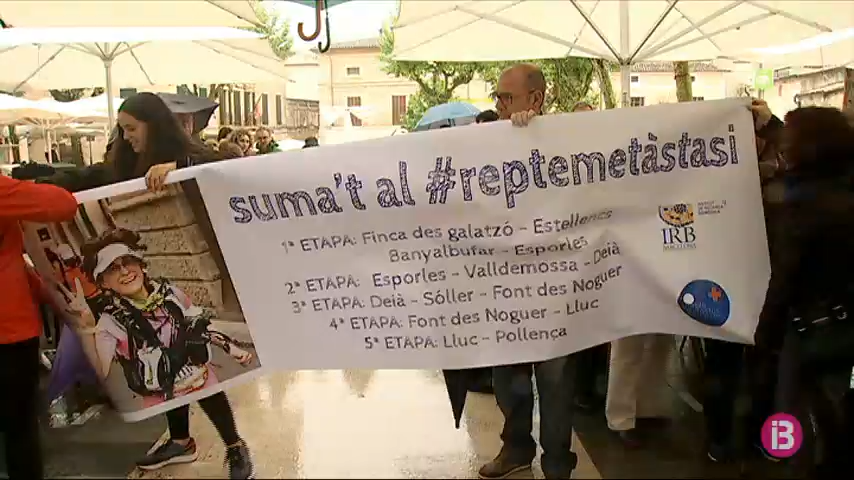 suma't al #reptemetàstasi
1ª ETAPA: Finca des galatzó - Estellencs
Banyalbufar - Esporles
2ª ETAPA: Esporles - Valldemossa - Deià
3ª ETAPA: Deià - Sóller - Font des Noguer
4ª ETAPA: Font des Noguer - Lluc
5ª ETAPA: Lluc - Pollença
IRB
BARCELONA
IB